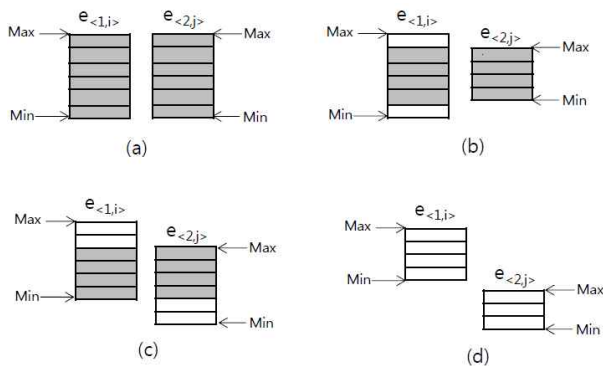 e<1,i> e<2,j>
Max Max
Min Min
(a)
e<1,i> e<2,j>
Max Max
Min Min
(b)
e<1,i> e<2,j>
Max Max
Min Min
(c)
e<1,i>
Max
Min
e<2,j>
Max
Min
(d)